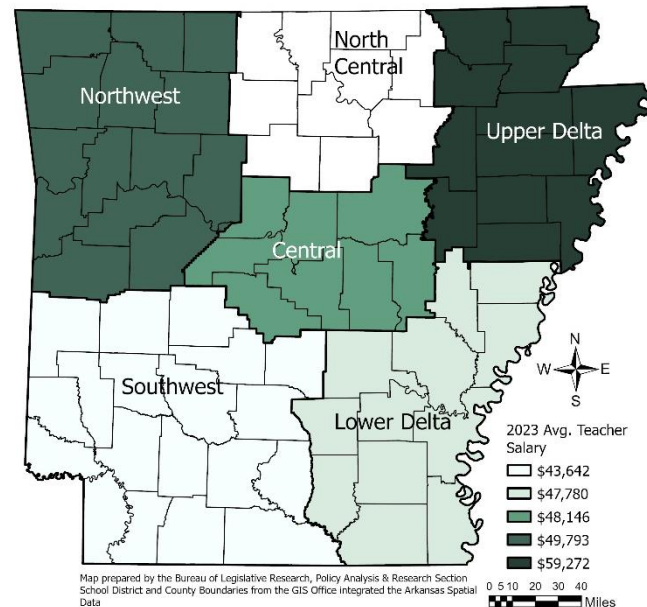 North
Central
Northwest
Upper Delta
Central
Southwest
Lower Delta
N
W
E
S
2023 Avg. Teacher
Salary
$43,642
$47,780
$48,146
$49,793
$59,272
0 5 10 20 30 40
Miles
Map prepared by the Bureau of Legislative Research, Policy Analysis & Research Section
School District and County Boundaries from the GIS Office integrated the Arkansas Spatial
Data